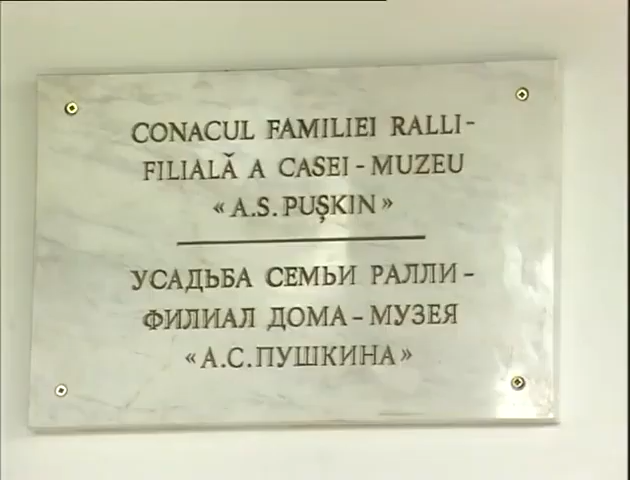 CONACUL FAMILIEI RALLI-
FILIALĂ A CASEI-MUZEU
«A.S.PUŞKIN»
УСАДЬБА СЕМЬИ РАЛЛИ-
ФИЛИАЛ ДОМА-МУЗЕЯ
«А.С.ПУШКИНА»